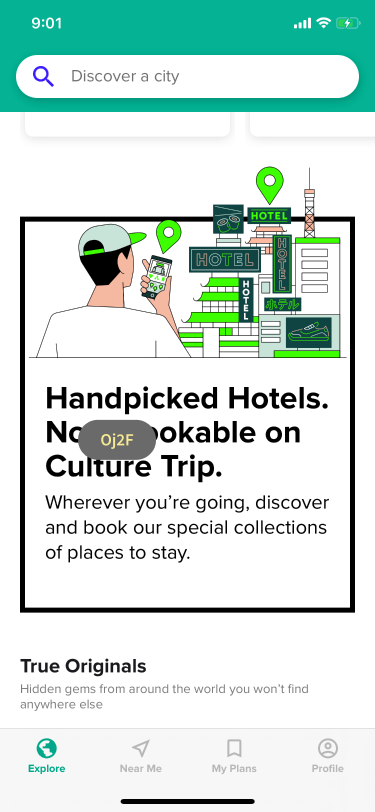 9:01
Discover a city
HOTEL
HOTEL
HOTEL
HOTEL
ホテル
Handpicked Hotels.
ookable on
Oj2F
Culture Trip.
Wherever you're going, discover
and book our special collections
of places to stay.
True Originals
Hidden gems from around the world you won't find
anywhere else
Explore
Near Me
My Plans
Profile